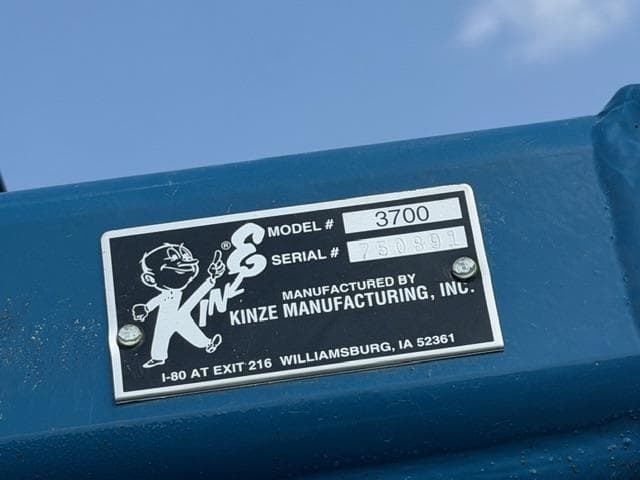 KINZE ®
MODEL # 3700
SERIAL # 750891
MANUFACTURED BY
KINZE MANUFACTURING, INC.
I-80 AT EXIT 216 WILLIAMSBURG, IA 52361